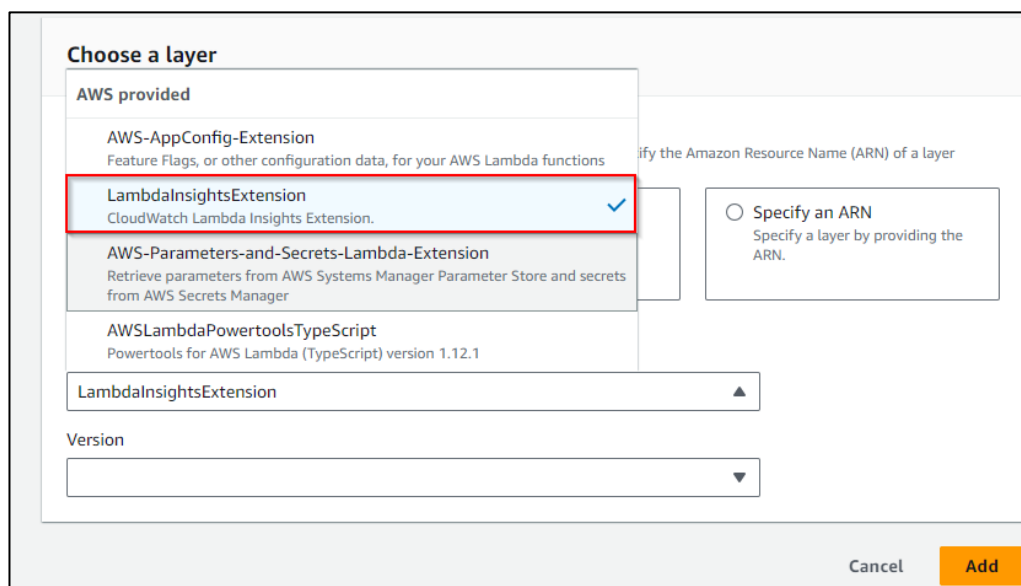 Choose a layer
AWS provided
AWS-AppConfig-Extension
Feature Flags, or other configuration data, for your AWS Lambda functions
ify the Amazon Resource Name (ARN) of a layer
LambdaInsightsExtension
CloudWatch Lambda Insights Extension.
Specify an ARN
Specify a layer by providing the
ARN.
AWS-Parameters-and-Secrets-Lambda-Extension
Retrieve parameters from AWS Systems Manager Parameter Store and secrets
from AWS Secrets Manager
AWSLambdaPowertoolsTypeScript
Powertools for AWS Lambda (TypeScript) version 1.12.1
LambdaInsightsExtension
Version
Cancel
Add